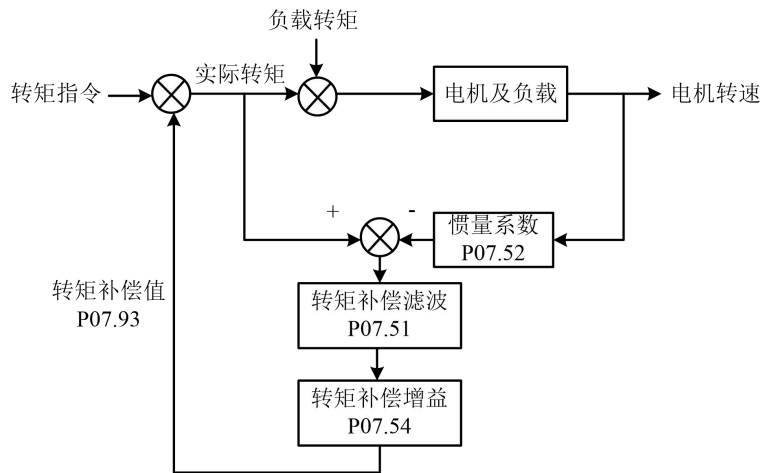 负载转矩
转矩指令
实际转矩
电机及负载
电机转速
+
-
惯量系数
P07.52
转矩补偿值
P07.93
转矩补偿滤波
P07.51
转矩补偿增益
P07.54